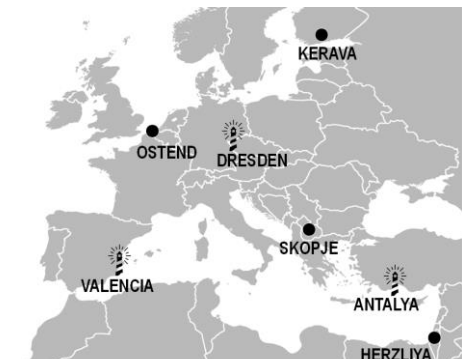 KERAVA
OSTEND
DRESDEN
SKOPJE
VALENCIA
ANTALYA
HERZLIYA